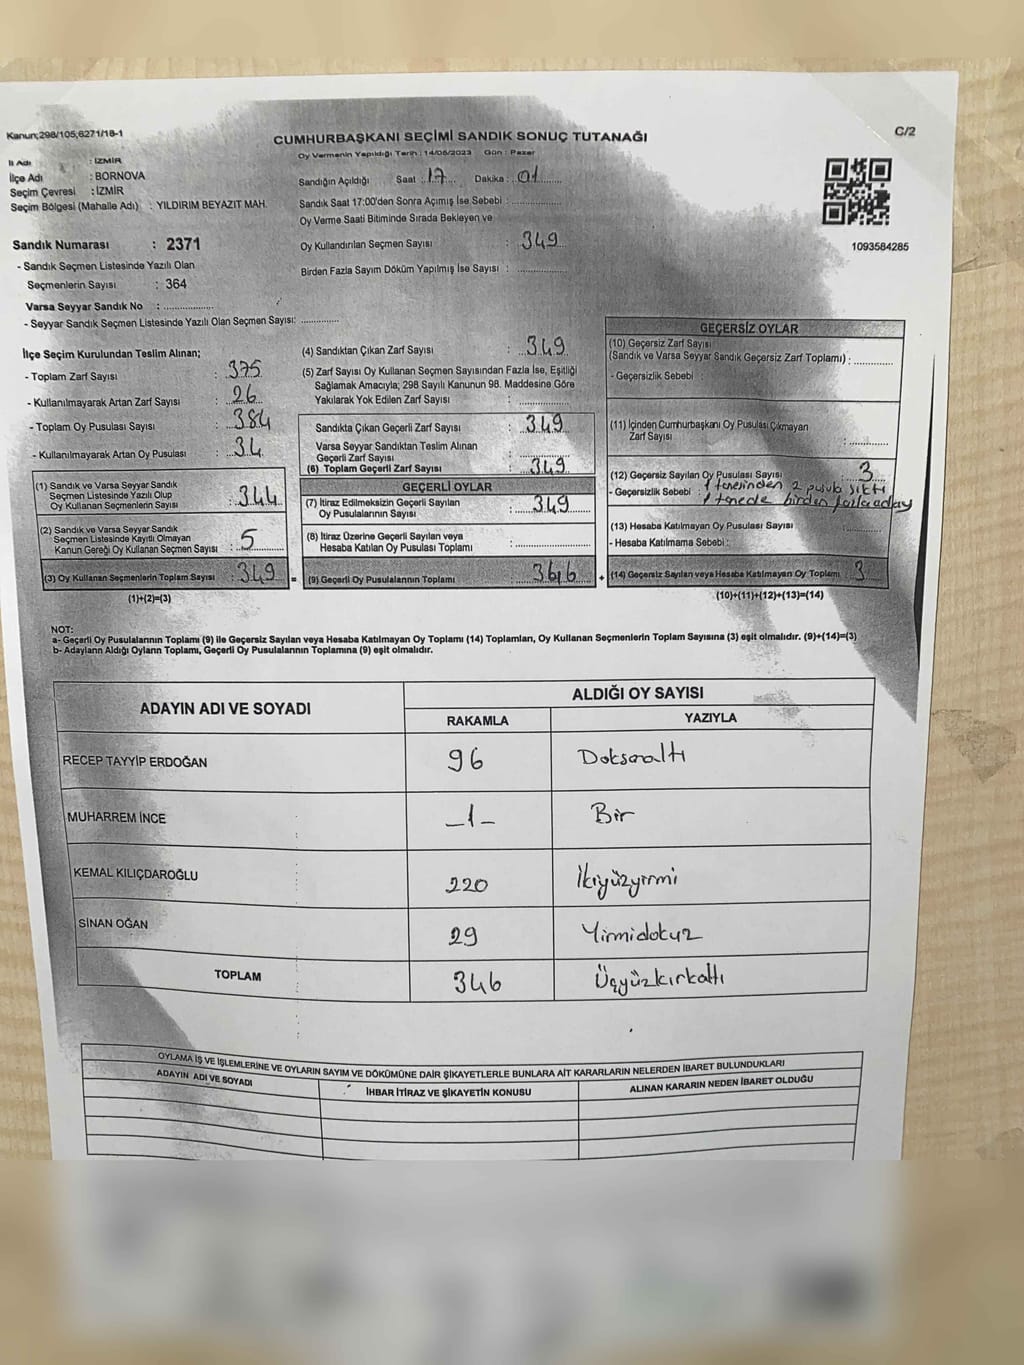 Kanun;298/105;6271/18-1
C/2
CUMHURBAŞKANI SEÇİMİ SANDIK SONUÇ TUTANAĞI
Oy Vermenin Yapıldığı Tarih : 14/05/2023 Gün : Pazar
İl Adı : İZMİR
İlçe Adı : BORNOVA
Seçim Çevresi : İZMİR
Seçim Bölgesi (Mahalle Adı) : YILDIRIM BEYAZIT MAH.
Sandık Numarası : 2371
- Sandık Seçmen Listesinde Yazılı Olan
Seçmenlerin Sayısı : 364
Varsa Seyyar Sandık No : ..................
- Seyyar Sandık Seçmen Listesinde Yazılı Olan Seçmen Sayısı: ..............
Sandığın Açıldığı Saat : 17 Dakika : 01
Sandık Saat 17:00'den Sonra Açımış İse Sebebi : ..................
Oy Verme Saati Bitiminde Sırada Bekleyen ve
Oy Kullandırılan Seçmen Sayısı : 349
Birden Fazla Sayım Döküm Yapılmış İse Sayısı : ..................
1093584285
İlçe Seçim Kurulundan Teslim Alınan;
- Toplam Zarf Sayısı : 375
- Kullanılmayarak Artan Zarf Sayısı : 26
- Toplam Oy Pusulası Sayısı : 384
- Kullanılmayarak Artan Oy Pusulası : 34
(1) Sandık ve Varsa Seyyar Sandık
Seçmen Listesinde Yazılı Olup
Oy Kullanan Seçmenlerin Sayısı : 344
(2) Sandık ve Varsa Seyyar Sandık
Seçmen Listesinde Kayıtlı Olmayan
Kanun Gereği Oy Kullanan Seçmen Sayısı : 5
(3) Oy Kullanan Seçmenlerin Toplam Sayısı : 349
(1)+(2)=(3)
(4) Sandıktan Çıkan Zarf Sayısı : 349
(5) Zarf Sayısı Oy Kullanan Seçmen Sayısından Fazla İse, Eşitliği
Sağlamak Amacıyla; 298 Sayılı Kanunun 98. Maddesine Göre
Yakılarak Yok Edilen Zarf Sayısı : ..............
Sandıkta Çıkan Geçerli Zarf Sayısı : 349
Varsa Seyyar Sandıktan Teslim Alınan
Geçerli Zarf Sayısı : ..............
(6) Toplam Geçerli Zarf Sayısı : 349
GEÇERLİ OYLAR
(7) İtiraz Edilmeksizin Geçerli Sayılan
Oy Pusulalarının Sayısı : 349
(8) İtiraz Üzerine Geçerli Sayılan veya
Hesaba Katılan Oy Pusulası Toplamı : ..................
= (9) Geçerli Oy Pusulalarının Toplamı : 346
GEÇERSİZ OYLAR
(10) Geçersiz Zarf Sayısı
(Sandık ve Varsa Seyyar Sandık Geçersiz Zarf Toplamı) : ..........
- Geçersizlik Sebebi :
(11) İçinden Cumhurbaşkanı Oy Pusulası Çıkmayan
Zarf Sayısı : ..........
(12) Geçersiz Sayılan Oy Pusulası Sayısı : 3
- Geçersizlik Sebebi : 1 tenesinden 2 pusula çıktı
1 tenede birden fazla aday
(13) Hesaba Katılmayan Oy Pusulası Sayısı ..........
- Hesaba Katılmama Sebebi :
+ (14) Geçersiz Sayılan veya Hesaba Katılmayan Oy Toplamı 3
(10)+(11)+(12)+(13)=(14)
NOT:
a- Geçerli Oy Pusulalarının Toplamı (9) ile Geçersiz Sayılan veya Hesaba Katılmayan Oy Toplamı (14) Toplamları, Oy Kullanan Seçmenlerin Toplam Sayısına (3) eşit olmalıdır. (9)+(14)=(3)
b- Adayların Aldığı Oyların Toplamı, Geçerli Oy Pusulalarının Toplamına (9) eşit olmalıdır.
ADAYIN ADI VE SOYADI
ALDIĞI OY SAYISI
RAKAMLA YAZIYLA
RECEP TAYYİP ERDOĞAN 96 Doksanaltı
MUHARREM İNCE -1- Bir
KEMAL KILIÇDAROĞLU 220 İkiyüzyirmi
SİNAN OĞAN 29 Yirmidokuz
TOPLAM 346 Üçyüzkırkaltı
OYLAMA İŞ VE İŞLEMLERİNE VE OYLARIN SAYIM VE DÖKÜMÜNE DAİR ŞİKAYETLERLE BUNLARA AİT KARARLARIN NELERDEN İBARET BULUNDUKLARI
ADAYIN ADI VE SOYADI İHBAR İTİRAZ VE ŞİKAYETİN KONUSU ALINAN KARARIN NEDEN İBARET OLDUĞU